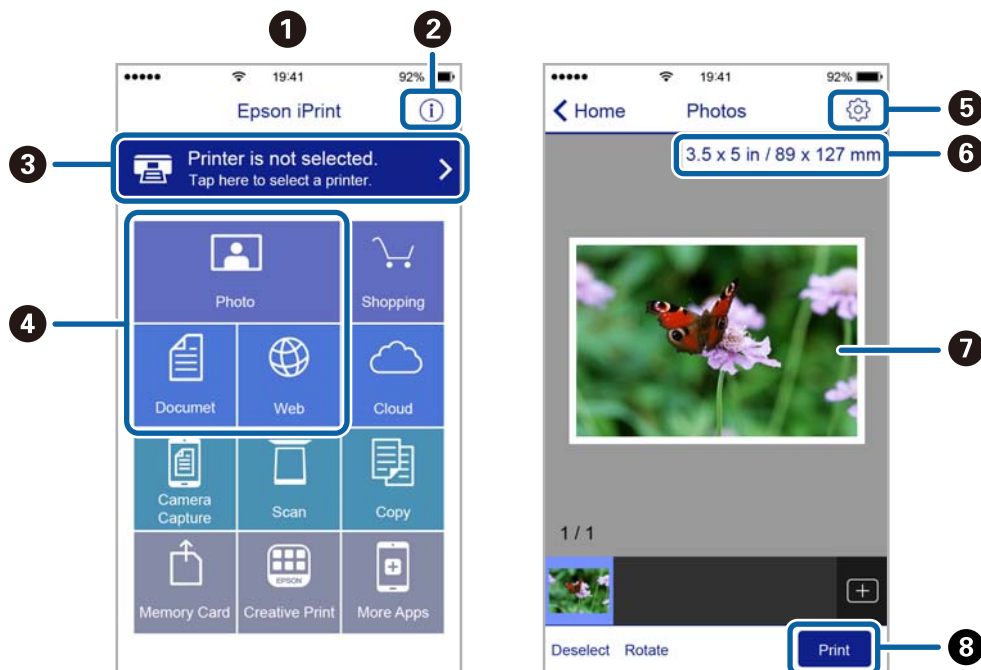 1
2
19:41 92%
Epson iPrint
i
3
Printer is not selected.
Tap here to select a printer.
4
Photo
Shopping
Documet
Web
Cloud
Camera
Capture
Scan
Copy
EPSON
Memory Card
Creative Print
More Apps
19:41 92%
Home Photos
5
3.5 x 5 in / 89 x 127 mm
6
7
1 / 1
Deselect Rotate Print
8